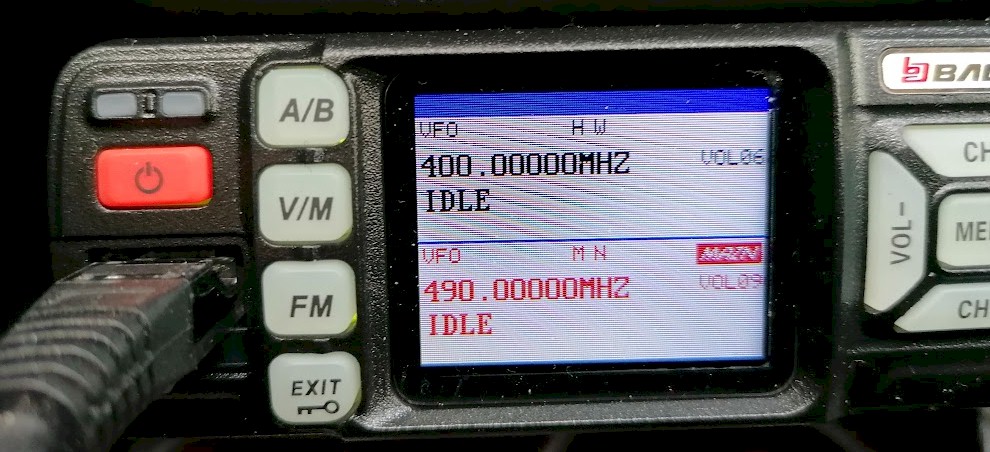 A/B
V/M
FM
EXIT
VFO H W
400.00000MHZ VOL06
IDLE
VFO M N MAIN
490.00000MHZ VOL09
IDLE
VOL-